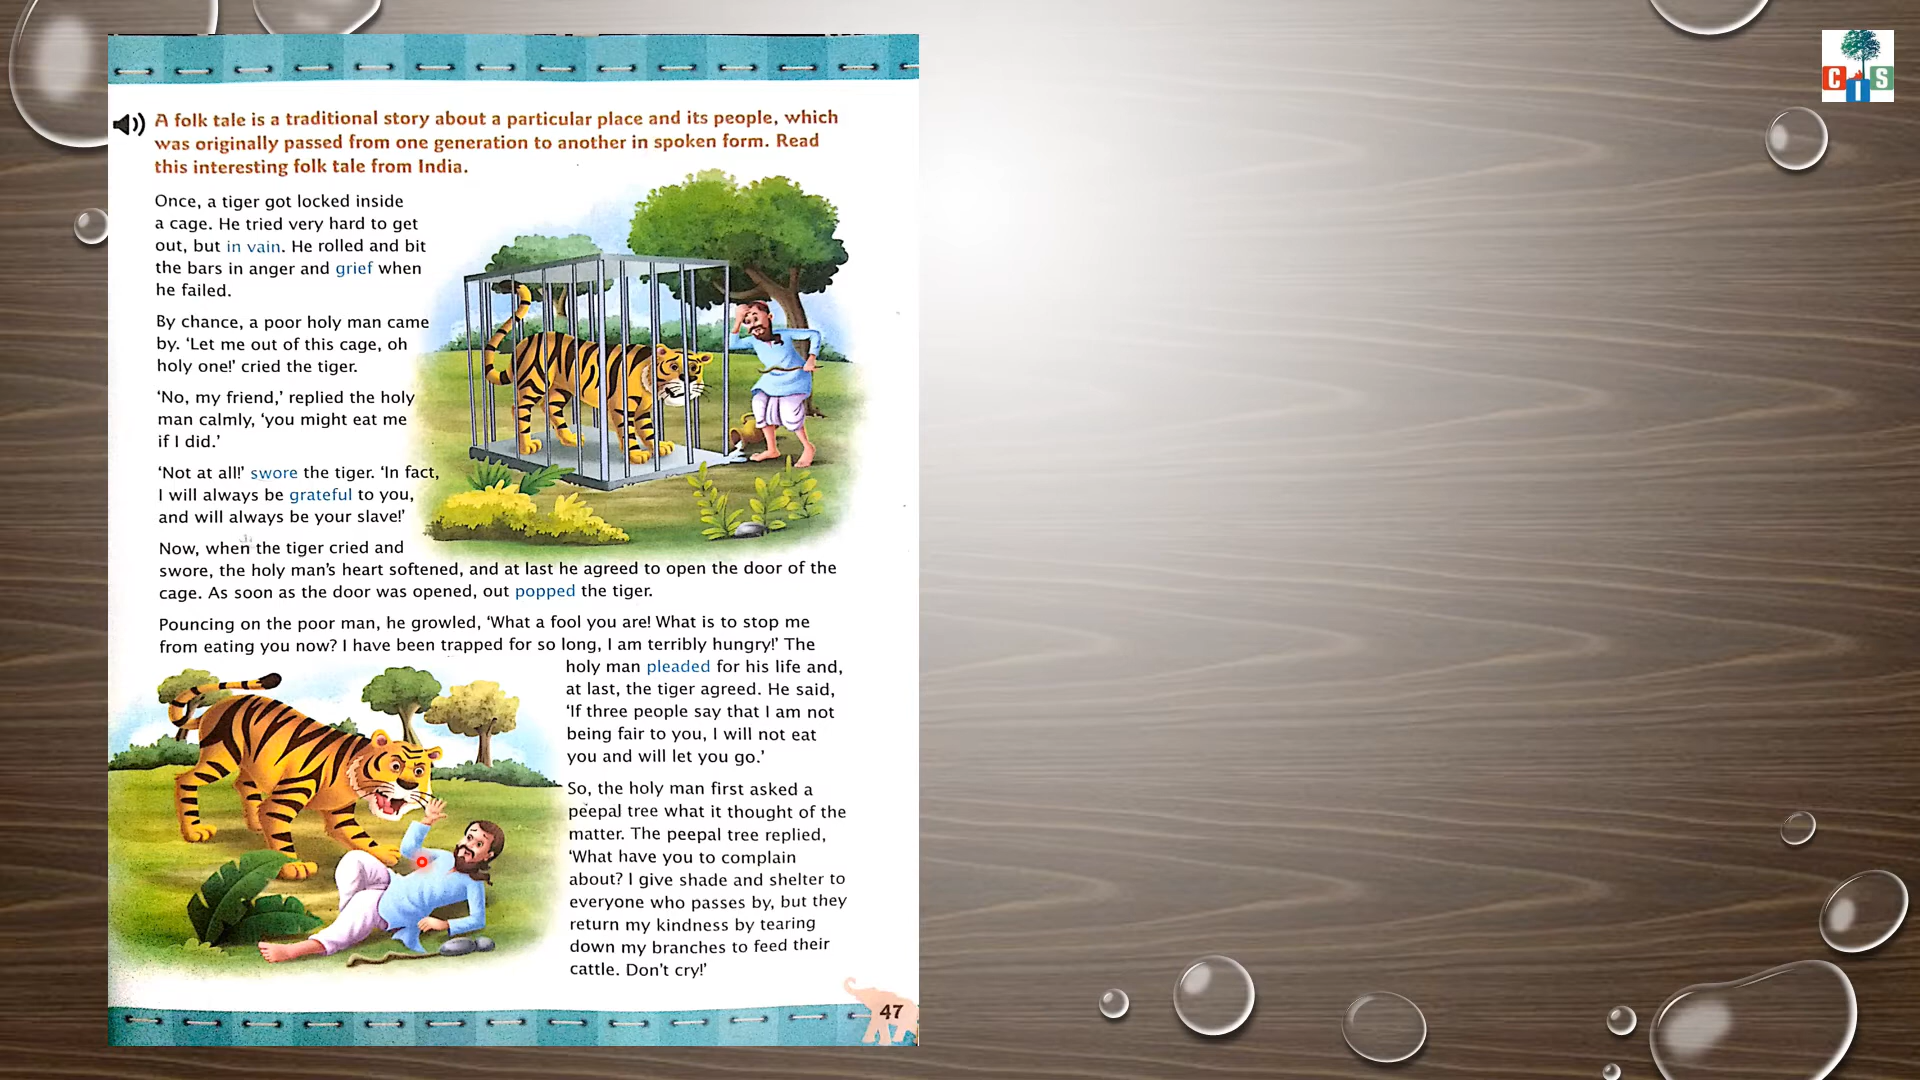 A folk tale is a traditional story about a particular place and its people, which
was originally passed from one generation to another in spoken form. Read
this interesting folk tale from India.
Once, a tiger got locked inside
a cage. He tried very hard to get
out, but in vain. He rolled and bit
the bars in anger and grief when
he failed.
By chance, a poor holy man came
by. ‘Let me out of this cage, oh
holy one!’ cried the tiger.
‘No, my friend,’ replied the holy
man calmly, ‘you might eat me
if I did.’
‘Not at all!’ swore the tiger. ‘In fact,
I will always be grateful to you,
and will always be your slave!’
Now, when the tiger cried and
swore, the holy man’s heart softened, and at last he agreed to open the door of the
cage. As soon as the door was opened, out popped the tiger.
Pouncing on the poor man, he growled, ‘What a fool you are! What is to stop me
from eating you now? I have been trapped for so long, I am terribly hungry!’ The
holy man pleaded for his life and,
at last, the tiger agreed. He said,
‘If three people say that I am not
being fair to you, I will not eat
you and will let you go.’
So, the holy man first asked a
peepal tree what it thought of the
matter. The peepal tree replied,
‘What have you to complain
about? I give shade and shelter to
everyone who passes by, but they
return my kindness by tearing
down my branches to feed their
cattle. Don’t cry!’
47
CIS